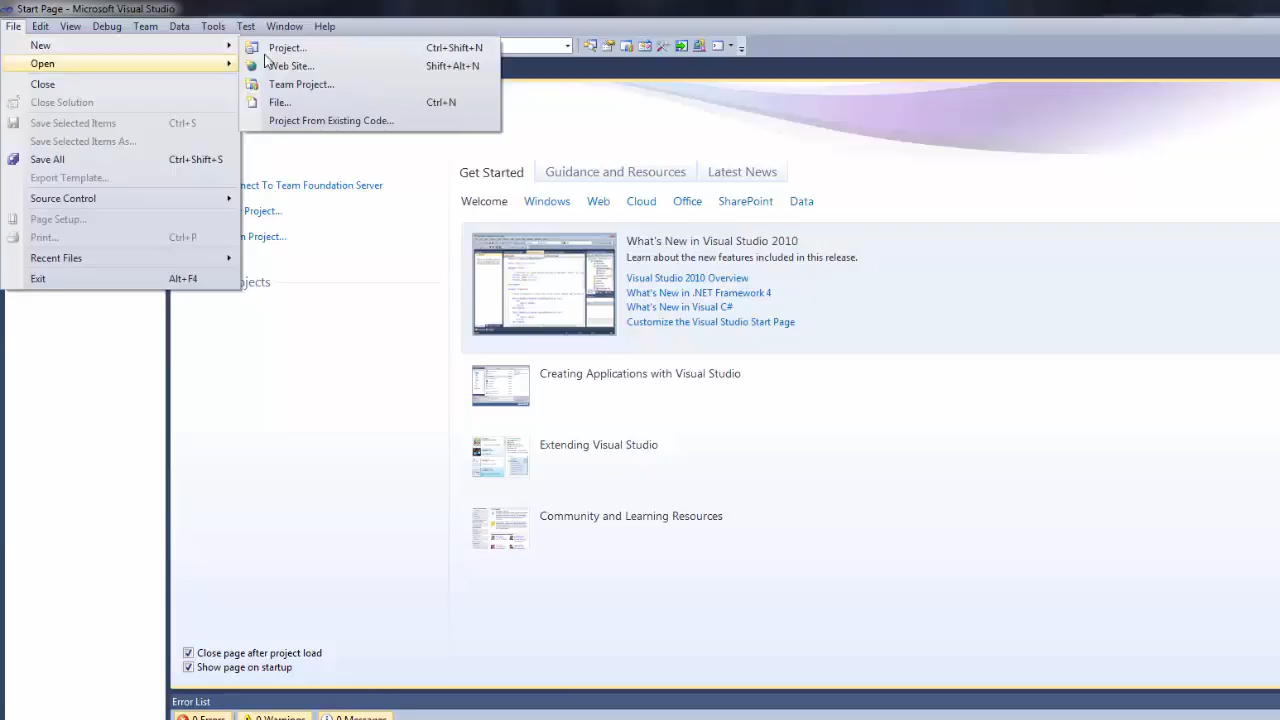 Start Page - Microsoft Visual Studio
File Edit View Debug Team Data Tools Test Window Help
New
Open
Close
Close Solution
Save Selected Items Ctrl+S
Save Selected Items As...
Save All Ctrl+Shift+S
Export Template...
Source Control
Page Setup...
Print... Ctrl+P
Recent Files
Exit Alt+F4
Project... Ctrl+Shift+N
Web Site... Shift+Alt+N
Team Project...
File... Ctrl+N
Project From Existing Code...
nect To Team Foundation Server
Project...
n Project...
ojects
Get Started Guidance and Resources Latest News
Welcome Windows Web Cloud Office SharePoint Data
What's New in Visual Studio 2010
Learn about the new features included in this release.
Visual Studio 2010 Overview
What's New in .NET Framework 4
What's New in Visual C#
Customize the Visual Studio Start Page
Creating Applications with Visual Studio
Extending Visual Studio
Community and Learning Resources
Close page after project load
Show page on startup
Error List
0 Errors 0 Warnings 0 Messages